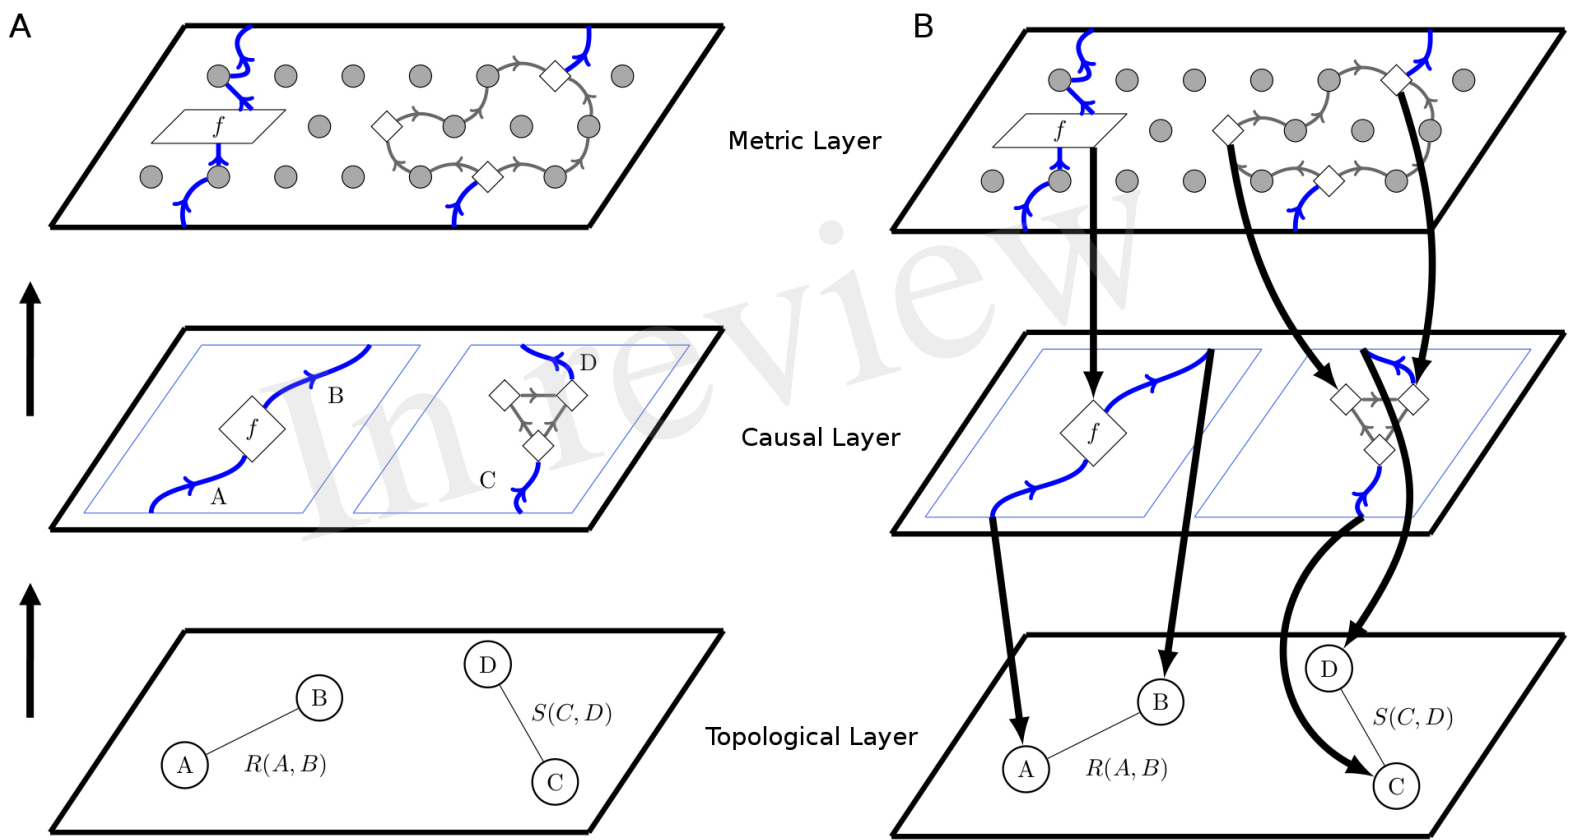 A
B
f
f
Metric Layer
D
B
f
A
C
f
Causal Layer
In review
D
B
S(C, D)
A
R(A, B)
C
Topological Layer
D
B
S(C, D)
A
R(A, B)
C